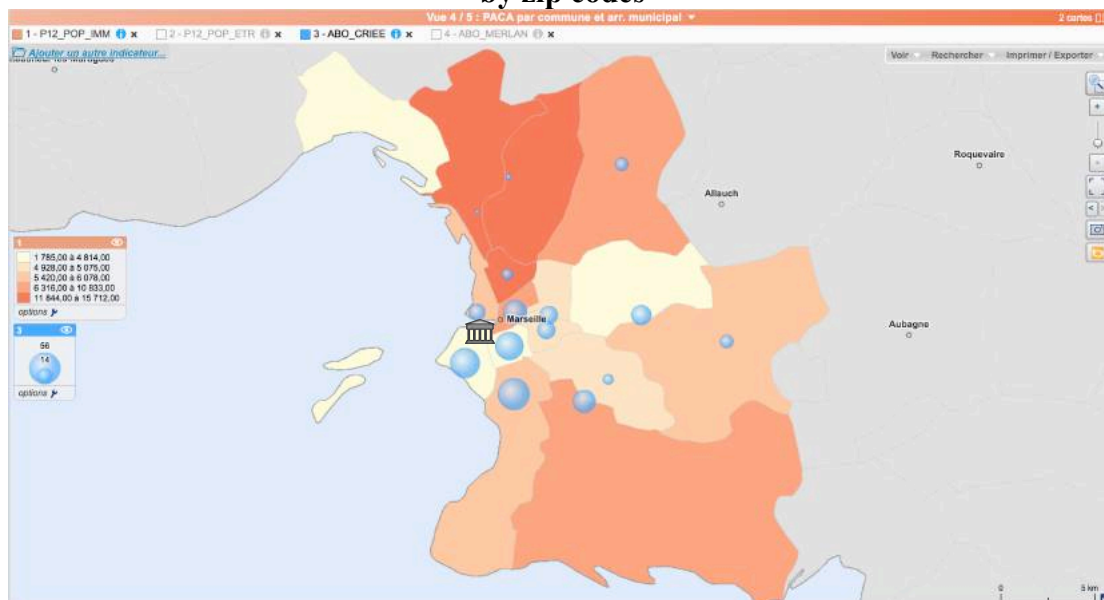 by zip codes
Vue 4 / 5 : PACA par commune et arr. municipal
2 cartes
1 - P12_POP_IMM 2 - P12_POP_ETR 3 - ABO_CRIEE 4 - ABO_MERLAN
Ajouter un autre indicateur...
Voir Rechercher Imprimer / Exporter
Roquevaire
Allauch
1
1 785,00 à 4 814,00
4 928,00 à 5 075,00
5 420,00 à 6 078,00
6 316,00 à 10 833,00
11 844,00 à 15 712,00
options
Marseille
Aubagne
3
56
14
options
0 5 km